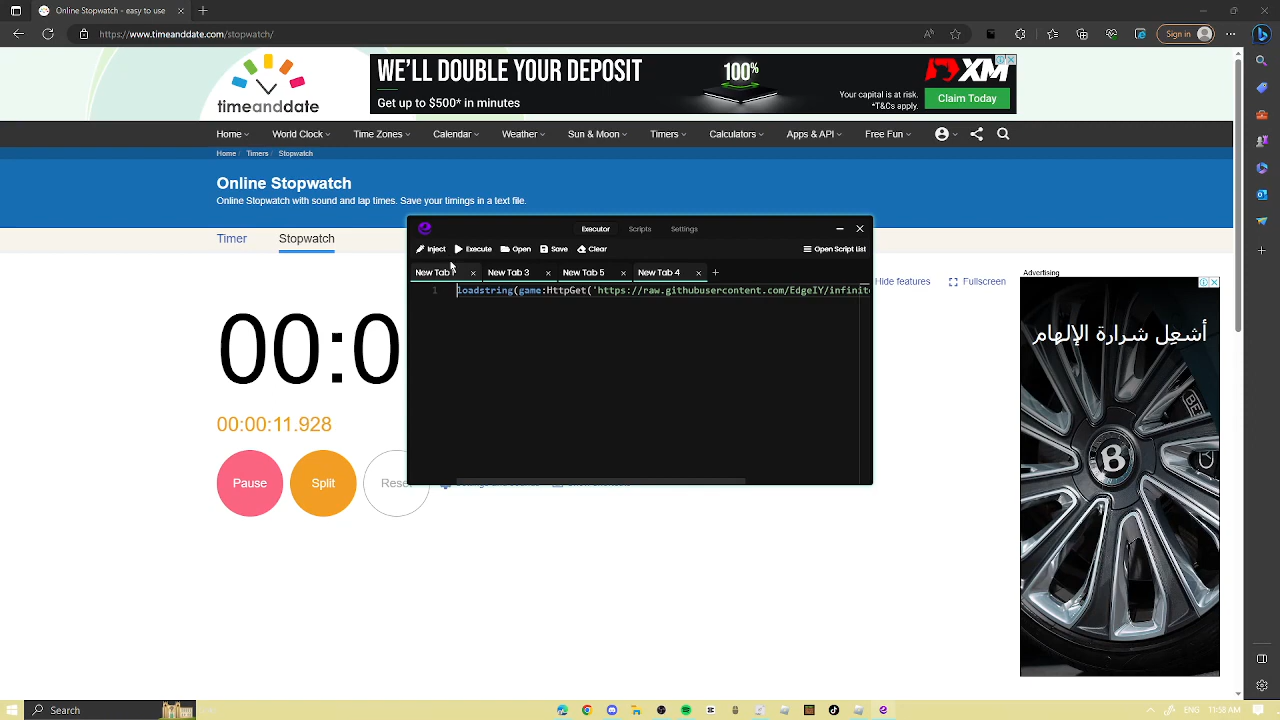 Online Stopwatch - easy to use
https://www.timeanddate.com/stopwatch/
Sign in
timeanddate
WE'LL DOUBLE YOUR DEPOSIT
Get up to $500* in minutes
100%
Your capital is at risk.
*T&Cs apply.
XM
Claim Today
Home World Clock Time Zones Calendar Weather Sun & Moon Timers Calculators Apps & API Free Fun
Home / Timers / Stopwatch
Online Stopwatch
Online Stopwatch with sound and lap times. Save your timings in a text file.
Timer Stopwatch
Executor Scripts Settings
Inject Execute Open Save Clear Open Script List
New Tab New Tab 3 New Tab 5 New Tab 4
1 loadstring(game:HttpGet('https://raw.githubusercontent.com/EdgeIY/infinite
Hide features Fullscreen
Advertising
أشعِل شرارة الإلهام
B
00:0
00:00:11.928
Pause Split Reset
Search
ENG 11:58 AM